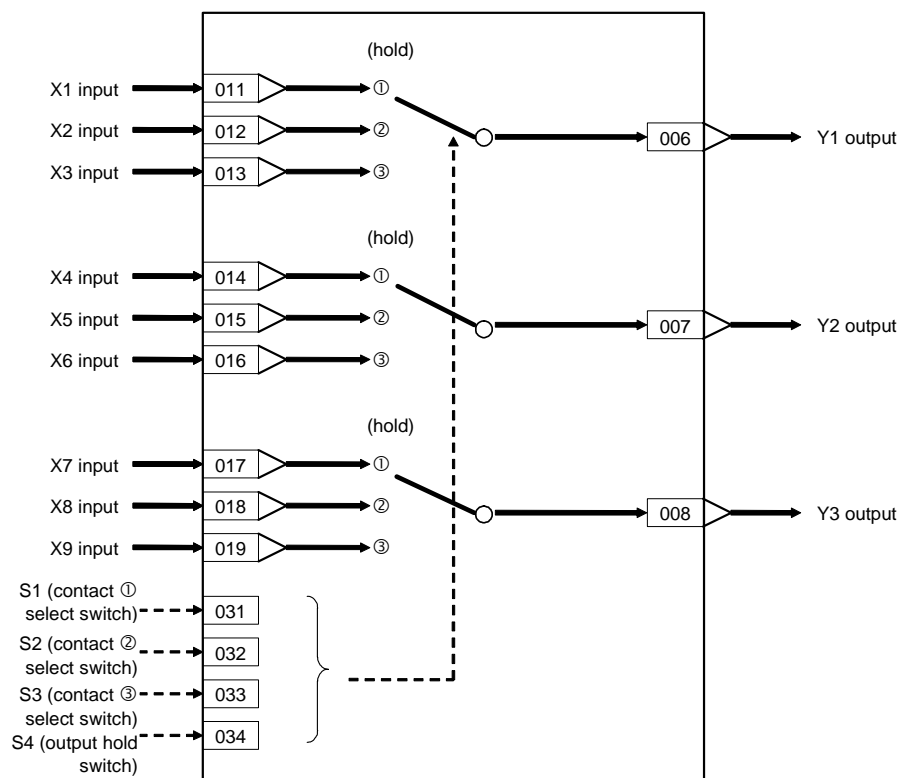 (hold)
X1 input 011 ①
X2 input 012 ② 006 Y1 output
X3 input 013 ③
(hold)
X4 input 014 ①
X5 input 015 ② 007 Y2 output
X6 input 016 ③
(hold)
X7 input 017 ①
X8 input 018 ② 008 Y3 output
X9 input 019 ③
S1 (contact ①
select switch) 031
S2 (contact ②
select switch) 032
S3 (contact ③
select switch) 033
S4 (output hold
switch) 034